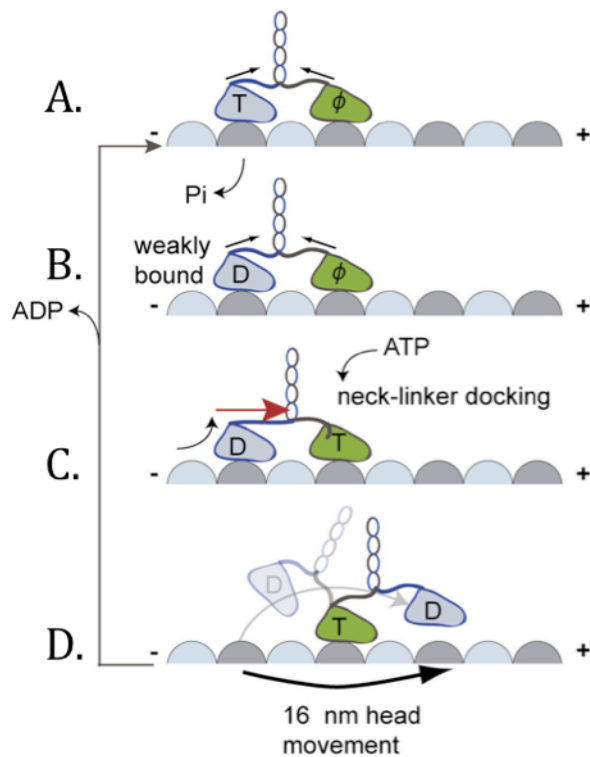 A.
T
ϕ
-
+
Pi
B.
weakly
bound
D
ϕ
-
+
ADP
ATP
neck-linker docking
C.
D
T
-
+
D
D
T
D.
-
+
16 nm head
movement